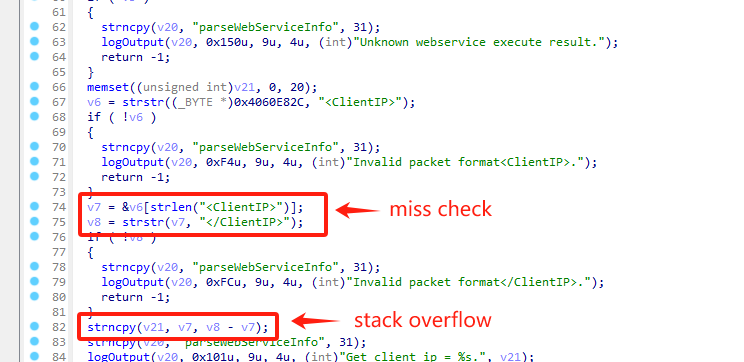 61 {
62 strncpy(v20, "parseWebServiceInfo", 31);
63 logOutput(v20, 0x150u, 9u, 4u, (int)"Unknown webservice execute result.");
64 return -1;
65 }
66 memset((unsigned int)v21, 0, 20);
67 v6 = strstr((_BYTE *)0x4060E82C, "<ClientIP>");
68 if ( !v6 )
69 {
70 strncpy(v20, "parseWebServiceInfo", 31);
71 logOutput(v20, 0xF4u, 9u, 4u, (int)"Invalid packet format<ClientIP>.");
72 return -1;
73 }
74 v7 = &v6[strlen("<ClientIP>")];
miss check
75 v8 = strstr(v7, "</ClientIP>");
76 if ( !v8 )
77 {
78 strncpy(v20, "parseWebServiceInfo", 31);
79 logOutput(v20, 0xFCu, 9u, 4u, (int)"Invalid packet format</ClientIP>.");
80 return -1;
81 }
82 strncpy(v21, v7, v8 - v7);
stack overflow
83 strncpy(v20, "parseWebServiceInfo", 31);
84 logOutput(v20, 0x101u, 9u, 4u, (int)"Get client ip = %s.", v21);